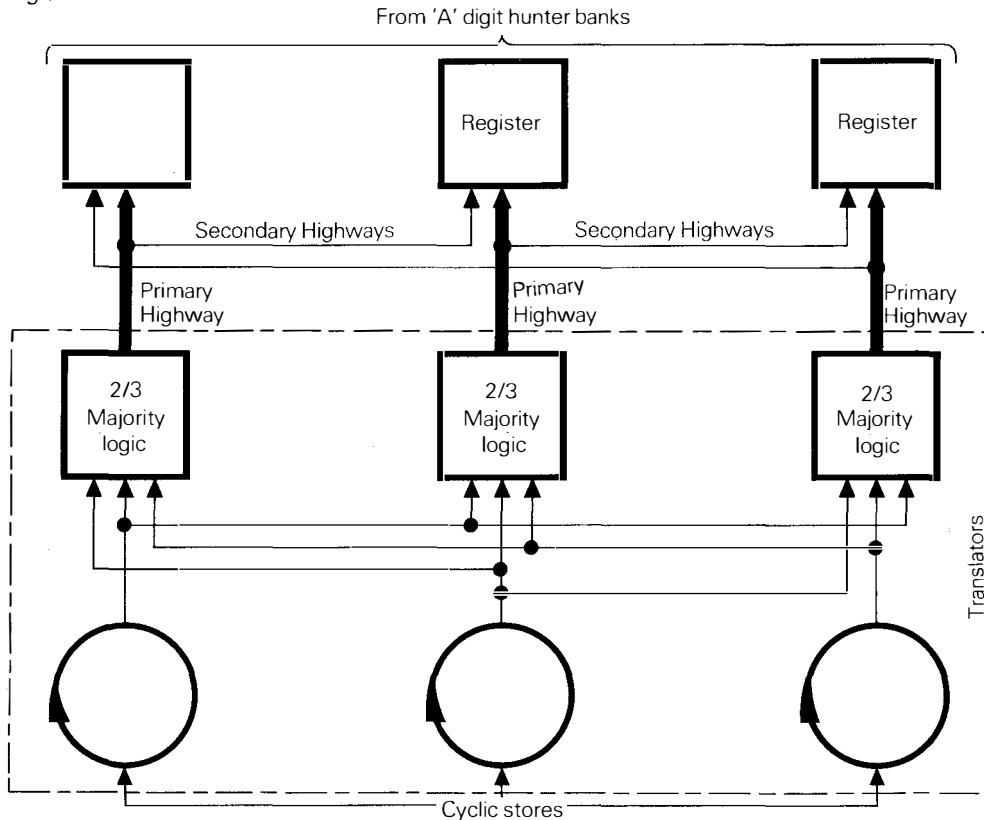 From 'A' digit hunter banks
Register
Register
Secondary Highways
Secondary Highways
Primary
Highway
Primary
Highway
Primary
Highway
2/3
Majority
logic
2/3
Majority
logic
2/3
Majority
logic
Translators
Cyclic stores